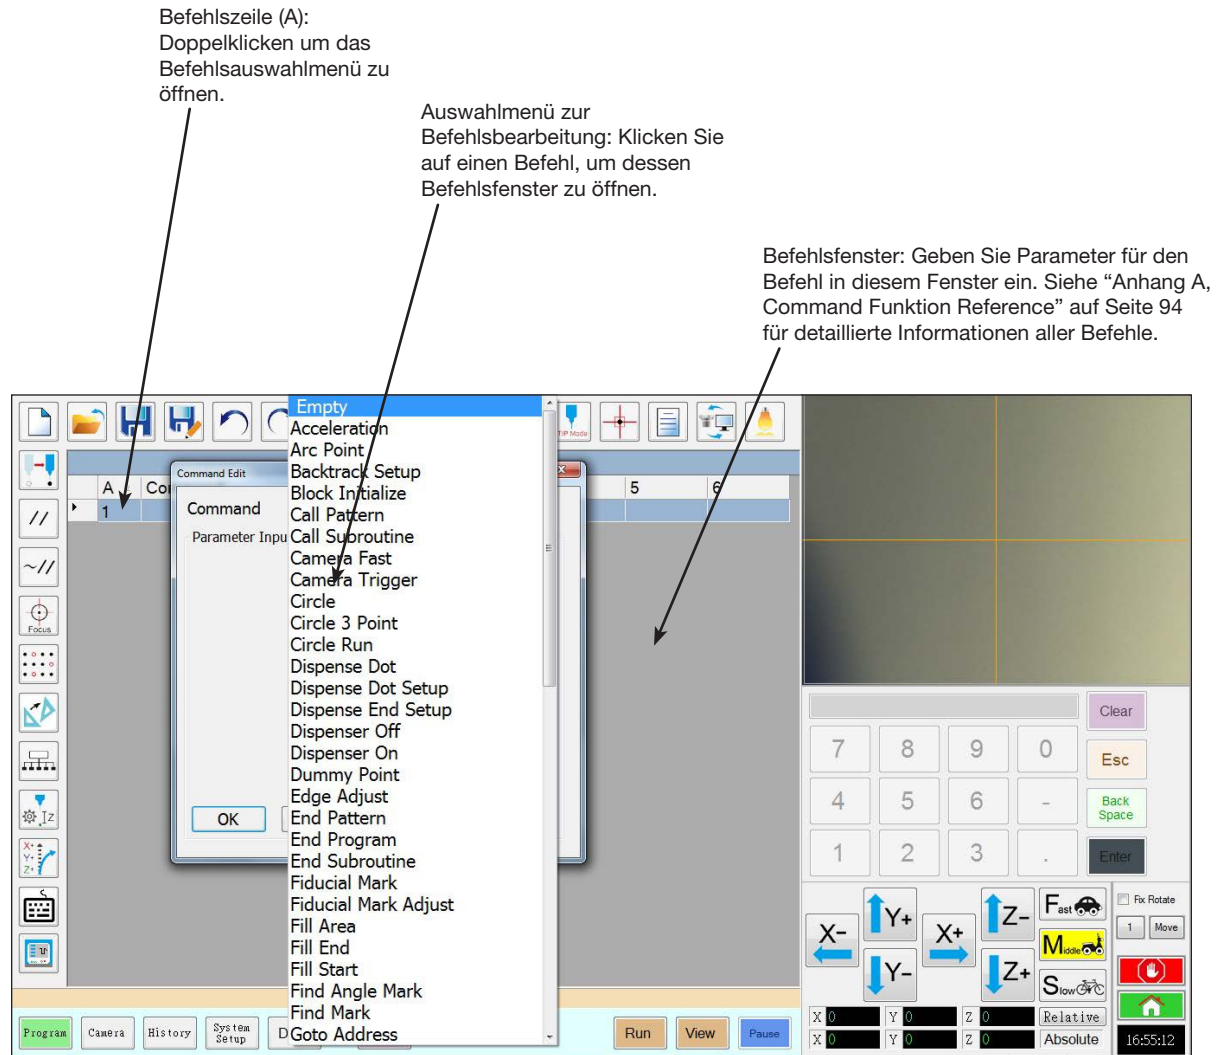 Befehlszeile (A):
Doppelklicken um das
Befehlsauswahlmenü zu
öffnen.
Auswahlmenü zur
Befehlsbearbeitung: Klicken Sie
auf einen Befehl, um dessen
Befehlsfenster zu öffnen.
Befehlsfenster: Geben Sie Parameter für den
Befehl in diesem Fenster ein. Siehe “Anhang A,
Command Funktion Reference” auf Seite 94
für detaillierte Informationen aller Befehle.
TIP Mode
Focus
Iz
X+
Y+
Z+
A
5
6
1
Command Edit
Command
Parameter Inpu
OK
Empty
Acceleration
Arc Point
Backtrack Setup
Block Initialize
Call Pattern
Call Subroutine
Camera Fast
Camera Trigger
Circle
Circle 3 Point
Circle Run
Dispense Dot
Dispense Dot Setup
Dispense End Setup
Dispenser Off
Dispenser On
Dummy Point
Edge Adjust
End Pattern
End Program
End Subroutine
Fiducial Mark
Fiducial Mark Adjust
Fill Area
Fill End
Fill Start
Find Angle Mark
Find Mark
Goto Address
Program
Camera
History
System
Setup
D
Run
View
Pause
Clear
7 8 9 0 Esc
4 5 6 - Back
Space
1 2 3 . Enter
X- Y+ X+ Z-
Y- Z+
Fast
Middle
Slow
Fix Rotate
1 Move
X 0 Y 0 Z 0 Relative
X 0 Y 0 Z 0 Absolute
16:55:12